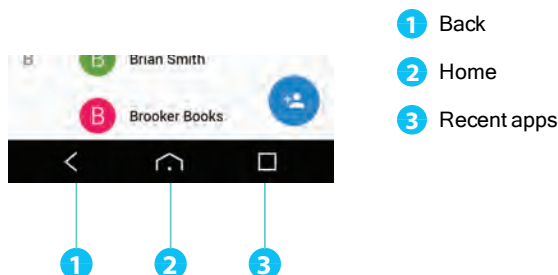 1 Back
2 Home
3 Recent apps
B
B Brian Smith
B Brooker Books
1 2 3